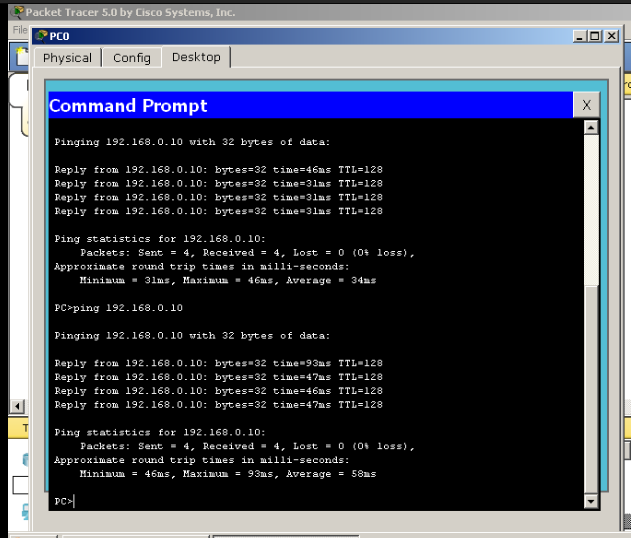 Packet Tracer 5.0 by Cisco Systems, Inc.
File
PC0
Physical Config Desktop
Command Prompt
X
Pinging 192.168.0.10 with 32 bytes of data:
Reply from 192.168.0.10: bytes=32 time=46ms TTL=128
Reply from 192.168.0.10: bytes=32 time=31ms TTL=128
Reply from 192.168.0.10: bytes=32 time=31ms TTL=128
Reply from 192.168.0.10: bytes=32 time=31ms TTL=128
Ping statistics for 192.168.0.10:
Packets: Sent = 4, Received = 4, Lost = 0 (0% loss),
Approximate round trip times in milli-seconds:
Minimum = 31ms, Maximum = 46ms, Average = 34ms
PC>ping 192.168.0.10
Pinging 192.168.0.10 with 32 bytes of data:
Reply from 192.168.0.10: bytes=32 time=93ms TTL=128
Reply from 192.168.0.10: bytes=32 time=47ms TTL=128
Reply from 192.168.0.10: bytes=32 time=46ms TTL=128
Reply from 192.168.0.10: bytes=32 time=47ms TTL=128
Ping statistics for 192.168.0.10:
Packets: Sent = 4, Received = 4, Lost = 0 (0% loss),
Approximate round trip times in milli-seconds:
Minimum = 46ms, Maximum = 93ms, Average = 58ms
PC>